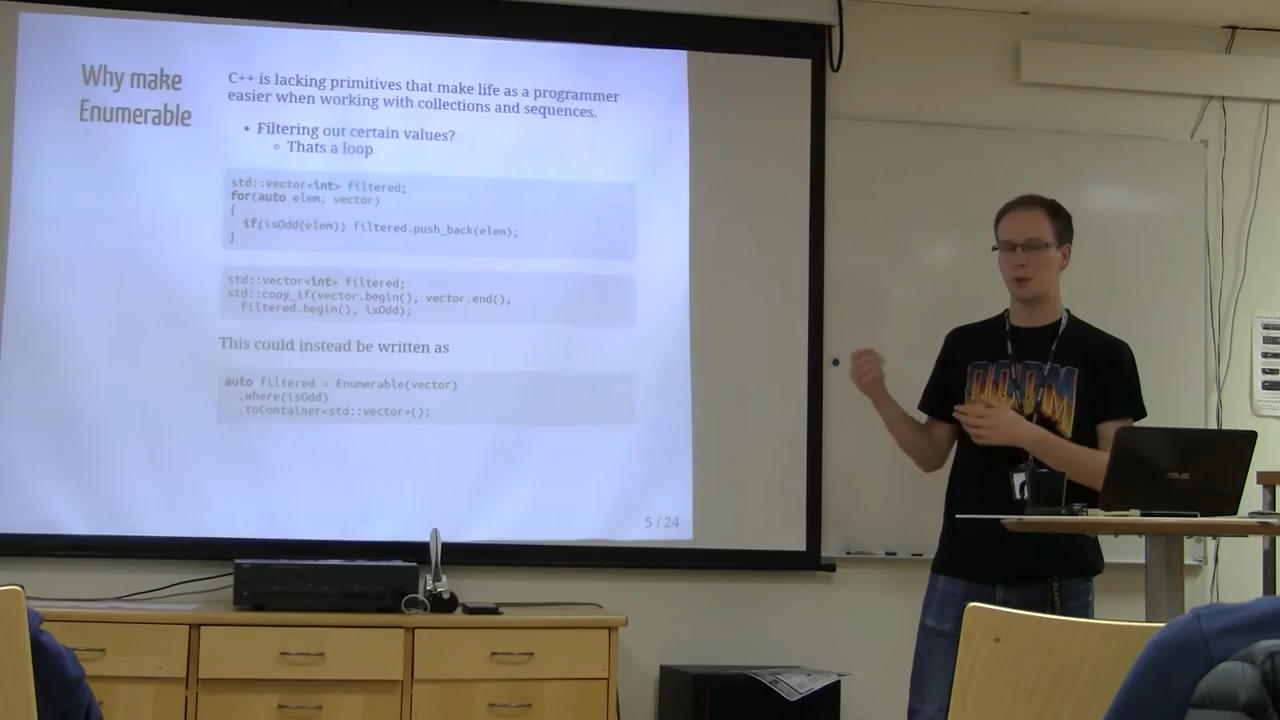 Why make
Enumerable
C++ is lacking primitives that make life as a programmer
easier when working with collections and sequences.
• Filtering out certain values?
◦ Thats a loop
std::vector<int> filtered;
for(auto elem; vector)
{
if(isOdd(elem)) filtered.push_back(elem);
}
std::vector<int> filtered;
std::copy_if(vector.begin(), vector.end(),
filtered.begin(), isOdd);
This could instead be written as
auto filtered = Enumerable(vector)
.where(isOdd)
.toContainer<std::vector>();
5 / 24
DOOM
ASUS